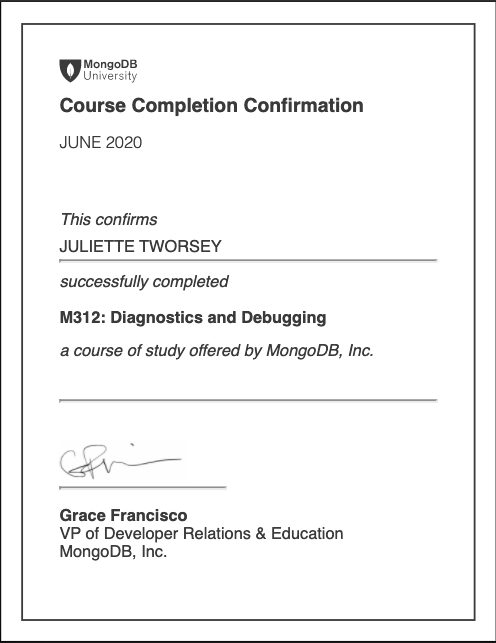 MongoDB
University
Course Completion Confirmation
JUNE 2020
This confirms
JULIETTE TWORSEY
successfully completed
M312: Diagnostics and Debugging
a course of study offered by MongoDB, Inc.
Grace Francisco
VP of Developer Relations & Education
MongoDB, Inc.